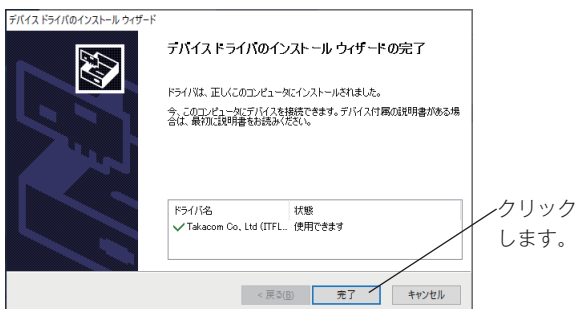 デバイス ドライバのインストール ウィザード
デバイス ドライバのインストール ウィザードの完了
ドライバは、正しくこのコンピュータにインストールされました。
今、このコンピュータにデバイスを接続できます。デバイス付属の説明書がある場
合は、最初に説明書をお読みください。
ドライバ名 状態
Takacom Co, Ltd (ITFL... 使用できます
クリック
します。
< 戻る(B) 完了 キャンセル